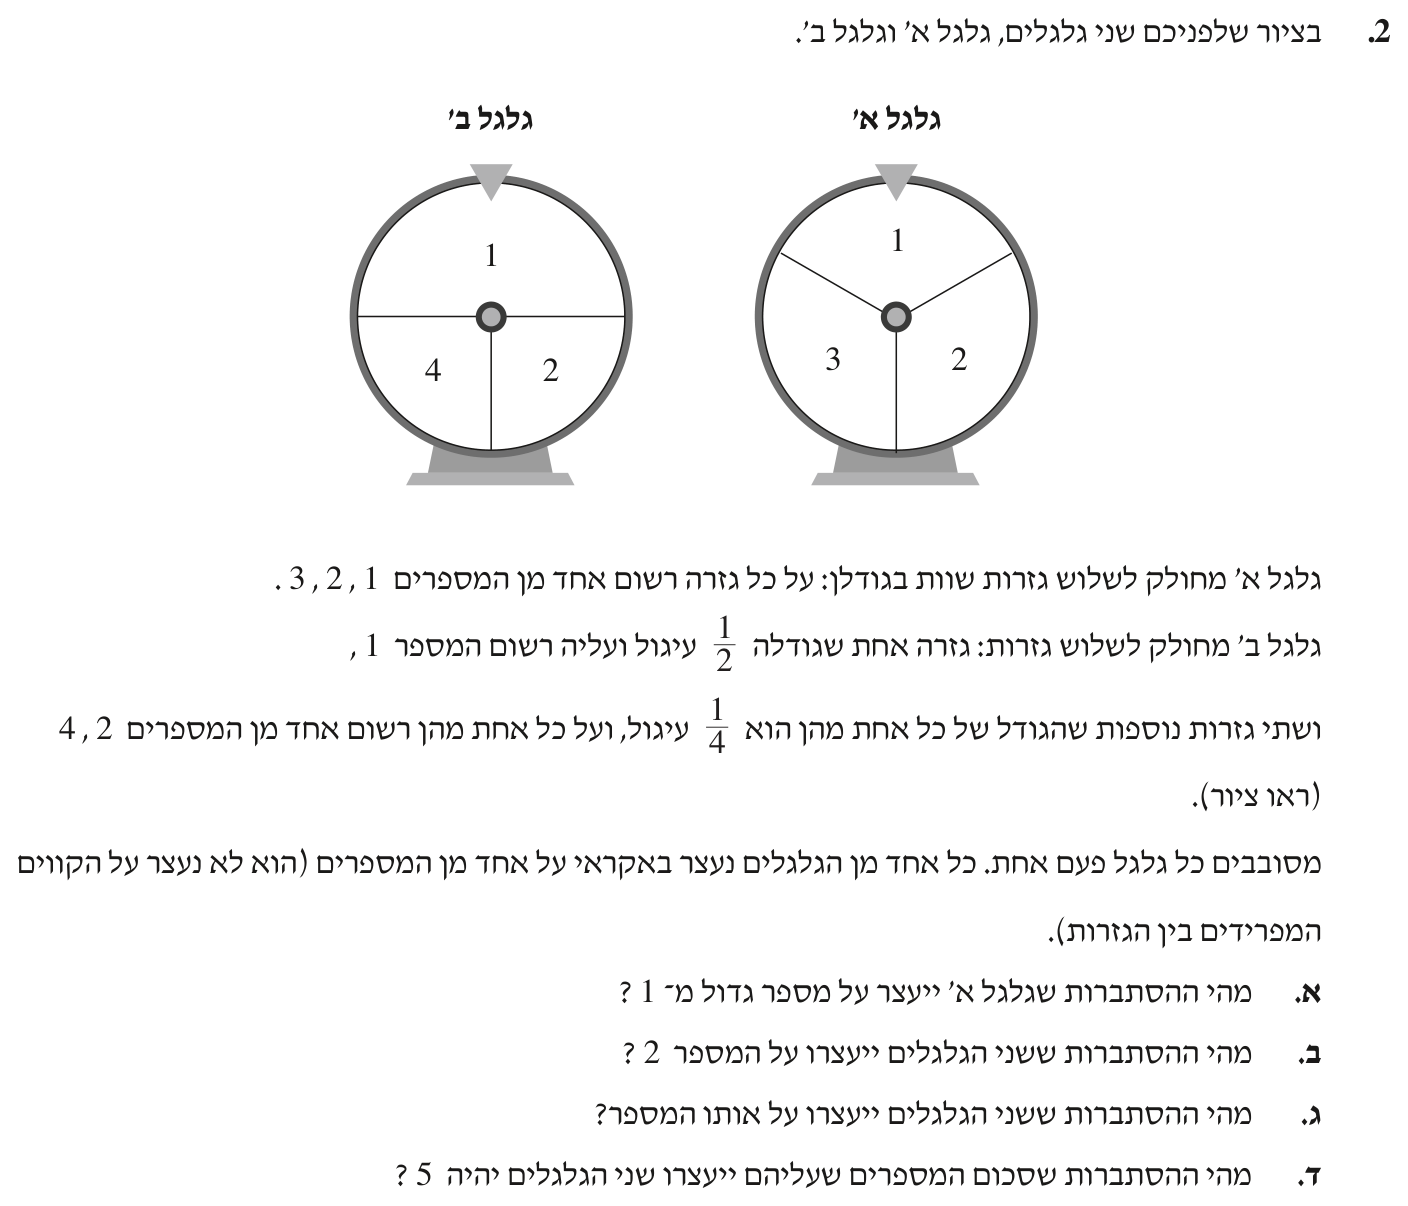 2. בציור שלפניכם שני גלגלים, גלגל א' וגלגל ב'.
גלגל א' גלגל ב'
1 1
3 2 4 2
גלגל א' מחולק לשלוש גזרות שוות בגודלן: על כל גזרה רשום אחד מן המספרים 1 , 2 , 3 .
גלגל ב' מחולק לשלוש גזרות: גזרה אחת שגודלה 1/2 עיגול ועליה רשום המספר 1 ,
ושתי גזרות נוספות שהגודל של כל אחת מהן הוא 1/4 עיגול, ועל כל אחת מהן רשום אחד מן המספרים 2 , 4
(ראו ציור).
מסובבים כל גלגל פעם אחת. כל אחד מן הגלגלים נעצר באקראי על אחד מן המספרים (הוא לא נעצר על הקווים
המפרידים בין הגזרות).
א. מהי ההסתברות שגלגל א' ייעצר על מספר גדול מ־ 1 ?
ב. מהי ההסתברות ששני הגלגלים ייעצרו על המספר 2 ?
ג. מהי ההסתברות ששני הגלגלים ייעצרו על אותו המספר?
ד. מהי ההסתברות שסכום המספרים שעליהם ייעצרו שני הגלגלים יהיה 5 ?